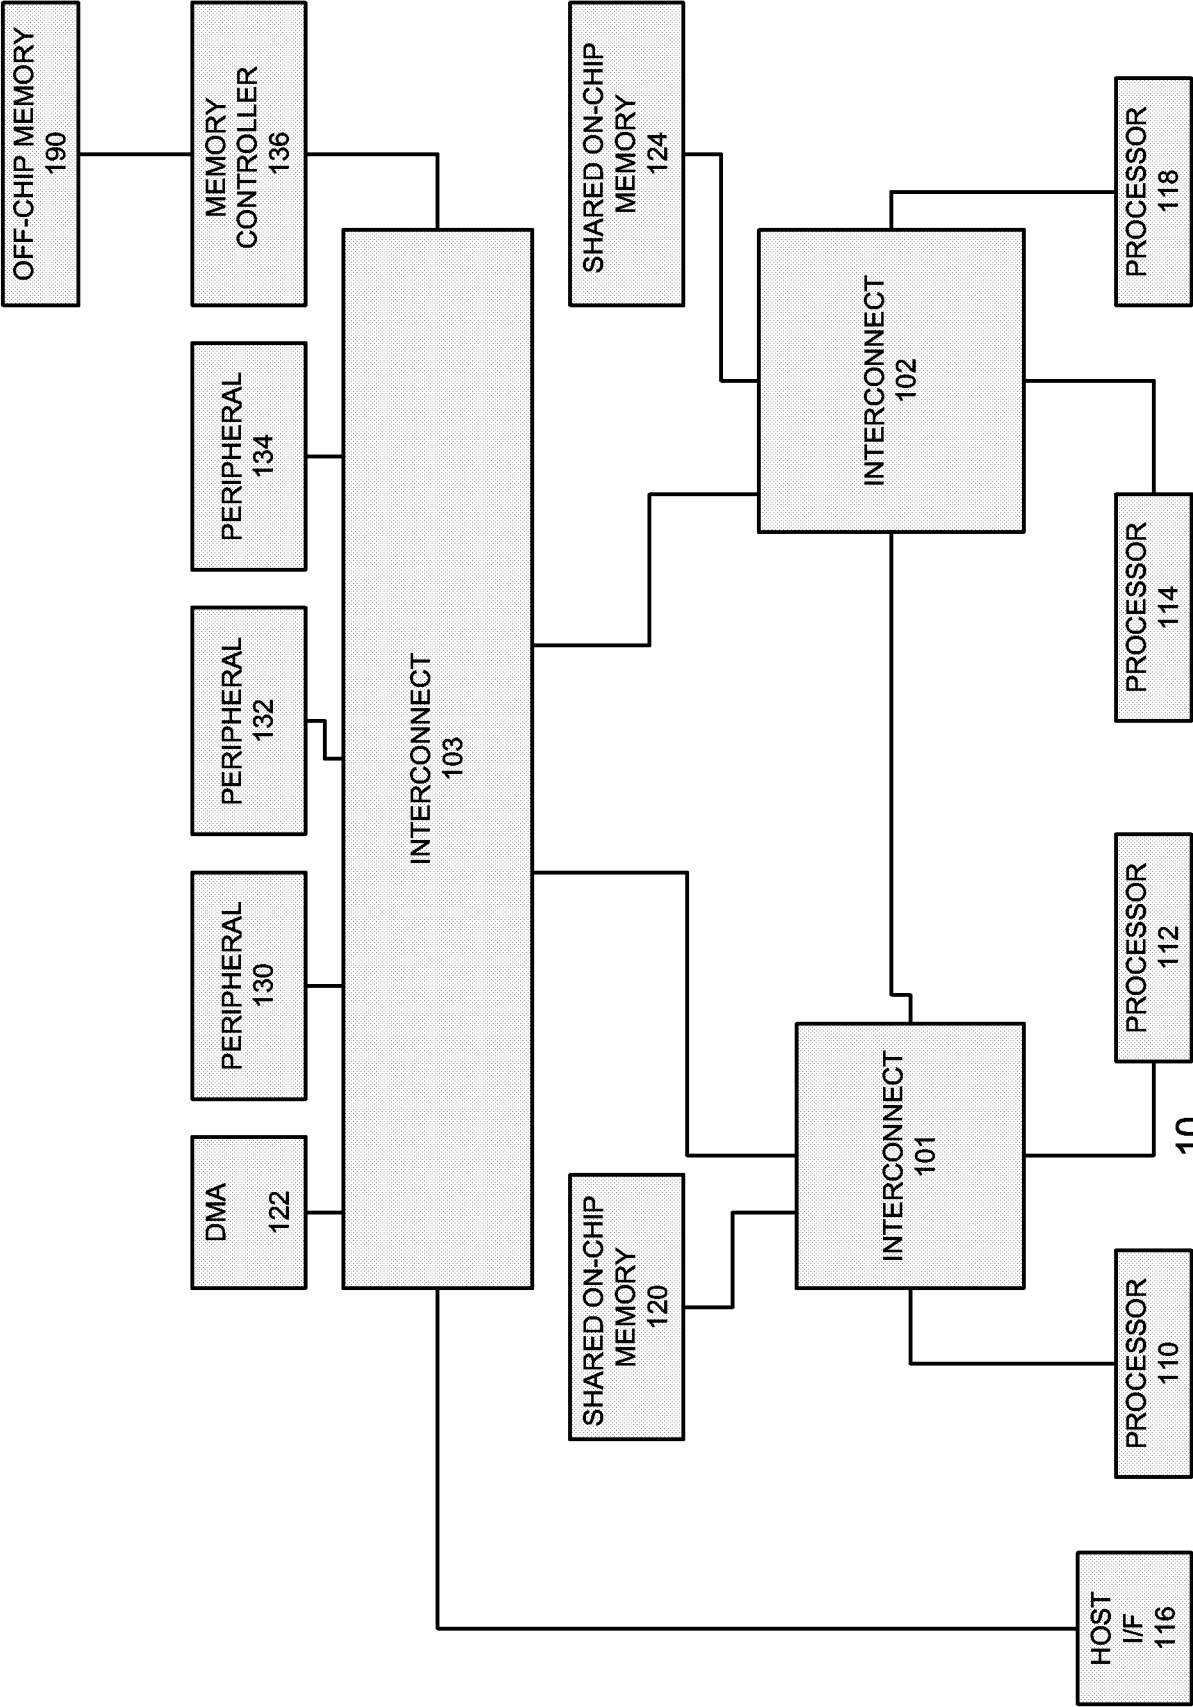 OFF-CHIP MEMORY
190
DMA
122
PERIPHERAL
130
PERIPHERAL
132
PERIPHERAL
134
MEMORY
CONTROLLER
136
INTERCONNECT
103
SHARED ON-CHIP
MEMORY
120
SHARED ON-CHIP
MEMORY
124
INTERCONNECT
101
INTERCONNECT
102
HOST
I/F
116
PROCESSOR
110
PROCESSOR
112
PROCESSOR
114
PROCESSOR
118
10